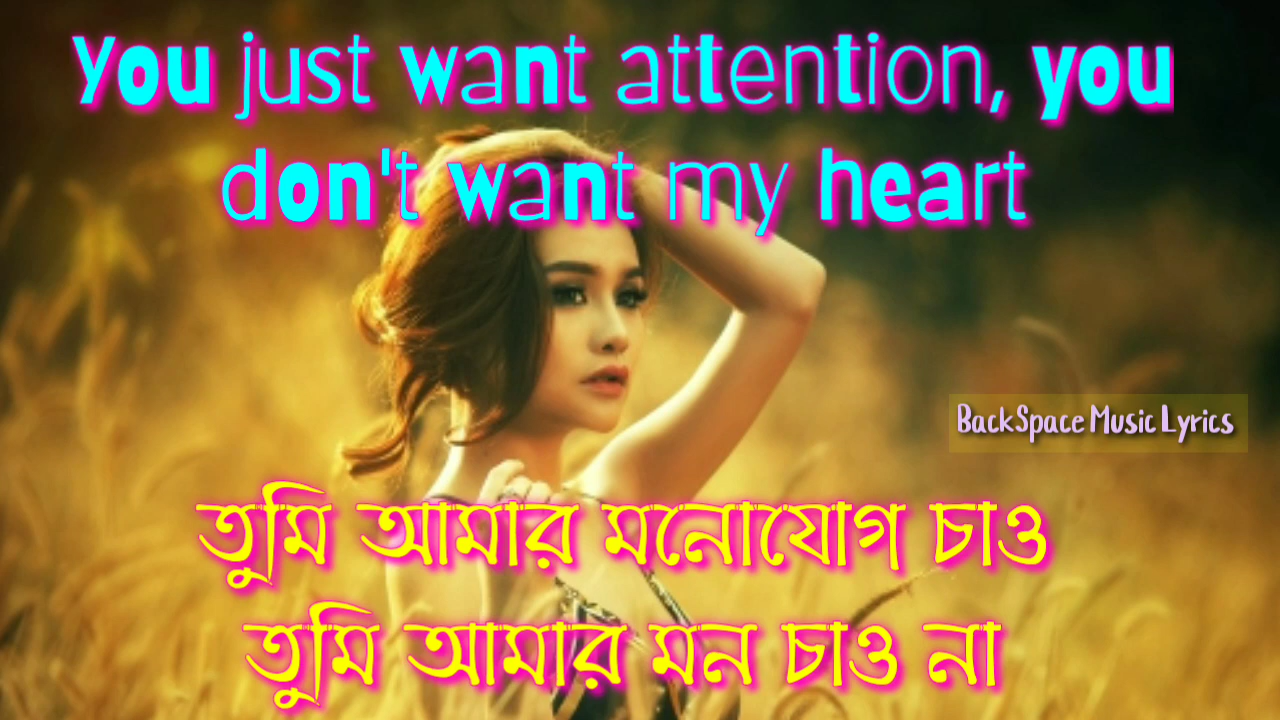 You just want attention, you
don't want my heart
BackSpace Music Lyrics
তুমি আমার মনোযোগ চাও
তুমি আমার মন চাও না